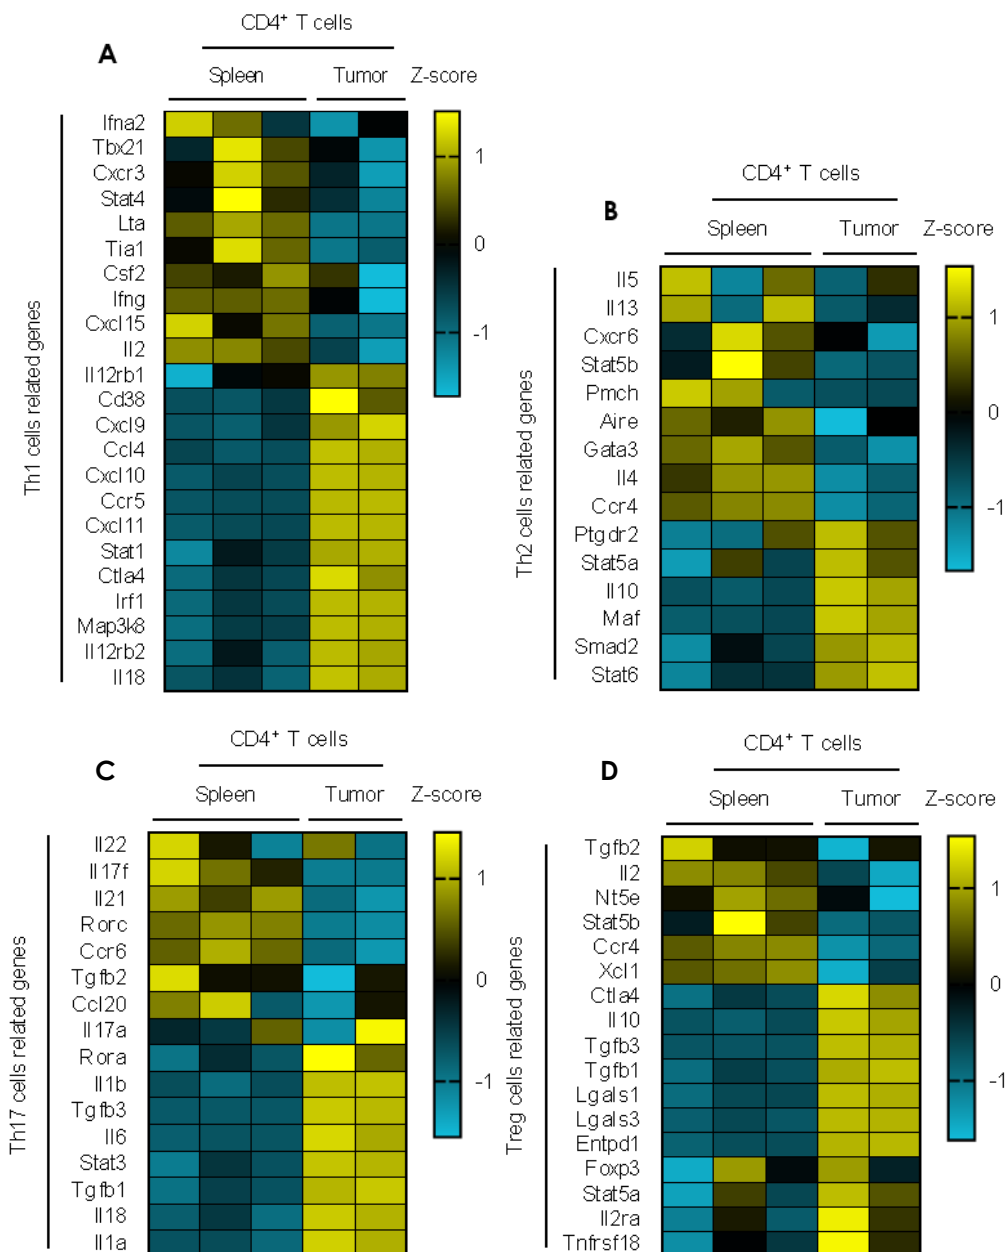 CD4+ T cells
A
Spleen Tumor Z-score
Th1 cells related genes
Ifna2
Tbx21
Cxcr3
Stat4
Lta
Tia1
Csf2
Ifng
Cxcl15
Il2
Il12rb1
Cd38
Cxcl9
Ccl4
Cxcl10
Ccr5
Cxcl11
Stat1
Ctla4
Irf1
Map3k8
Il12rb2
Il18
1
0
-1
CD4+ T cells
B
Spleen Tumor Z-score
Th2 cells related genes
Il5
Il13
Cxcr6
Stat5b
Pmch
Aire
Gata3
Il4
Ccr4
Ptgdr2
Stat5a
Il10
Maf
Smad2
Stat6
1
0
-1
CD4+ T cells
C
Spleen Tumor Z-score
Th17 cells related genes
Il22
Il17f
Il21
Rorc
Ccr6
Tgfb2
Ccl20
Il17a
Rora
Il1b
Tgfb3
Il6
Stat3
Tgfb1
Il18
Il1a
1
0
-1
CD4+ T cells
D
Spleen Tumor Z-score
Treg cells related genes
Tgfb2
Il2
Nt5e
Stat5b
Ccr4
Xcl1
Ctla4
Il10
Tgfb3
Tgfb1
Lgals1
Lgals3
Entpd1
Foxp3
Stat5a
Il2ra
Tnfrsf18
1
0
-1